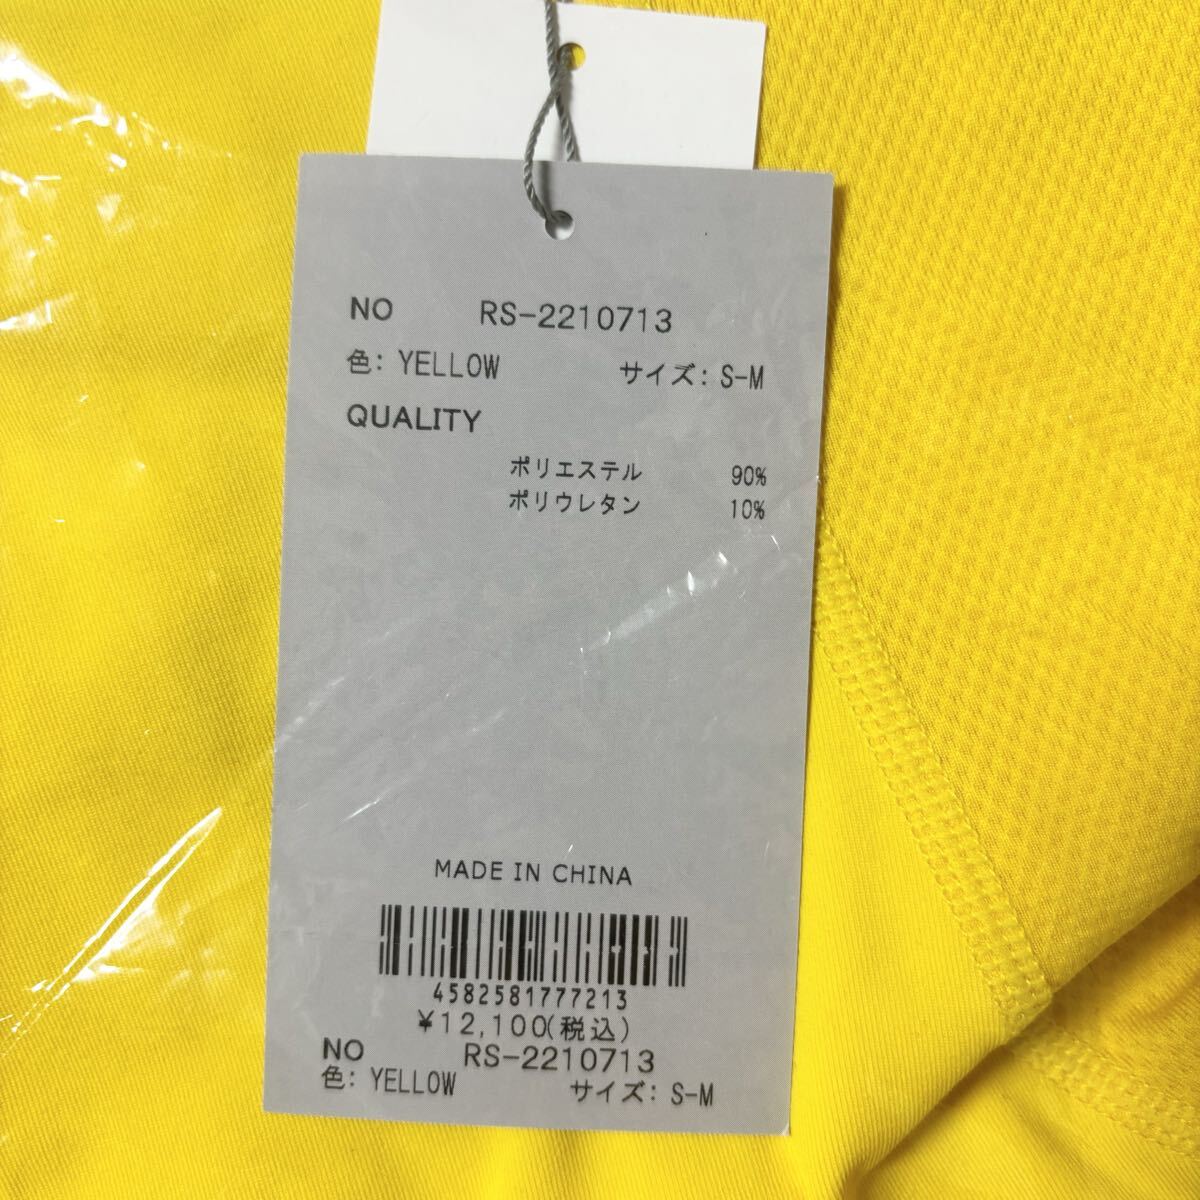 NO RS-2210713
色: YELLOW サイズ: S-M
QUALITY
ポリエステル 90%
ポリウレタン 10%
MADE IN CHINA
4582581777213
¥12,100(税込)
NO RS-2210713
色: YELLOW サイズ: S-M